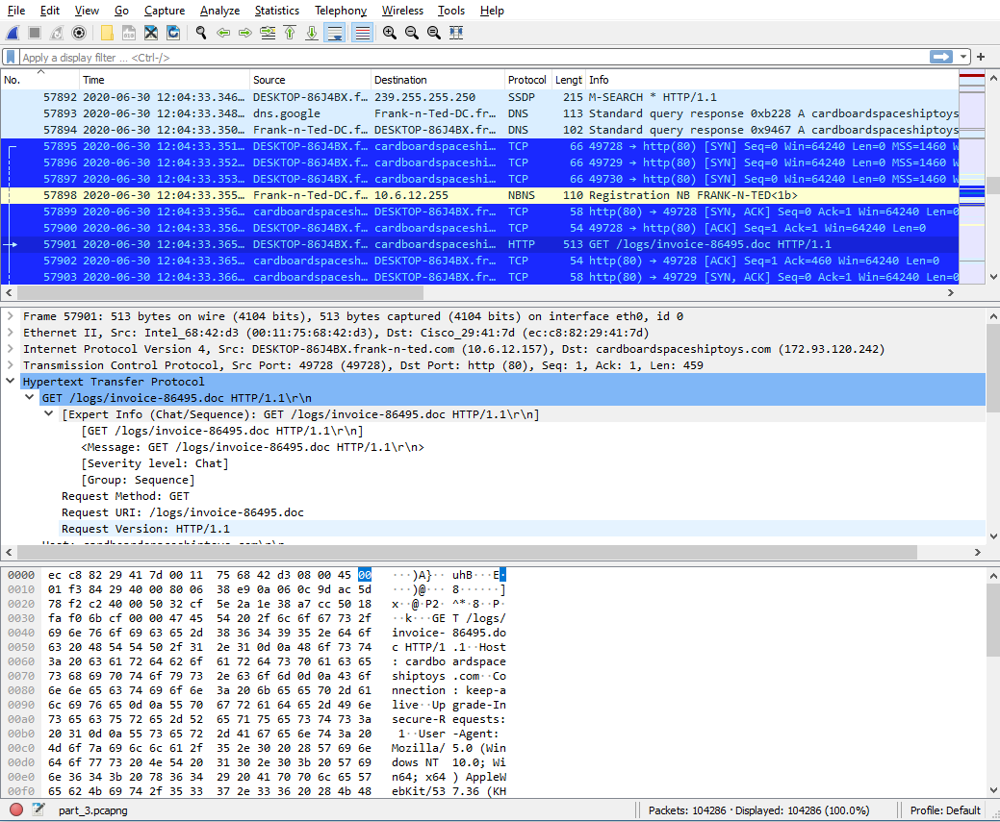 File Edit View Go Capture Analyze Statistics Telephony Wireless Tools Help
Apply a display filter ... <Ctrl-/>
No. Time Source Destination Protocol Lengt Info
57892 2020-06-30 12:04:33.346… DESKTOP-86J4BX.f… 239.255.255.250 SSDP 215 M-SEARCH * HTTP/1.1
57893 2020-06-30 12:04:33.348… dns.google Frank-n-Ted-DC.f… DNS 113 Standard query response 0xb228 A cardboardspaceshiptoys
57894 2020-06-30 12:04:33.350… Frank-n-Ted-DC.f… DESKTOP-86J4BX.f… DNS 102 Standard query response 0x9467 A cardboardspaceshiptoys
57895 2020-06-30 12:04:33.351… DESKTOP-86J4BX.f… cardboardspaceshi… TCP 66 49728 → http(80) [SYN] Seq=0 Win=64240 Len=0 MSS=1460 W
57896 2020-06-30 12:04:33.352… DESKTOP-86J4BX.f… cardboardspaceshi… TCP 66 49729 → http(80) [SYN] Seq=0 Win=64240 Len=0 MSS=1460 W
57897 2020-06-30 12:04:33.353… DESKTOP-86J4BX.f… cardboardspaceshi… TCP 66 49730 → http(80) [SYN] Seq=0 Win=64240 Len=0 MSS=1460 W
57898 2020-06-30 12:04:33.355… Frank-n-Ted-DC.f… 10.6.12.255 NBNS 110 Registration NB FRANK-N-TED<1b>
57899 2020-06-30 12:04:33.356… cardboardspacesh… DESKTOP-86J4BX.fr… TCP 58 http(80) → 49728 [SYN, ACK] Seq=0 Ack=1 Win=64240 Len=0
57900 2020-06-30 12:04:33.356… DESKTOP-86J4BX.f… cardboardspaceshi… TCP 54 49728 → http(80) [ACK] Seq=1 Ack=1 Win=64240 Len=0
57901 2020-06-30 12:04:33.365… DESKTOP-86J4BX.f… cardboardspaceshi… HTTP 513 GET /logs/invoice-86495.doc HTTP/1.1
57902 2020-06-30 12:04:33.365… cardboardspacesh… DESKTOP-86J4BX.fr… TCP 54 http(80) → 49728 [ACK] Seq=1 Ack=460 Win=64240 Len=0
57903 2020-06-30 12:04:33.366… cardboardspacesh… DESKTOP-86J4BX.fr… TCP 58 http(80) → 49729 [SYN, ACK] Seq=0 Ack=1 Win=64240 Len=0
Frame 57901: 513 bytes on wire (4104 bits), 513 bytes captured (4104 bits) on interface eth0, id 0
Ethernet II, Src: Intel_68:42:d3 (00:11:75:68:42:d3), Dst: Cisco_29:41:7d (ec:c8:82:29:41:7d)
Internet Protocol Version 4, Src: DESKTOP-86J4BX.frank-n-ted.com (10.6.12.157), Dst: cardboardspaceshiptoys.com (172.93.120.242)
Transmission Control Protocol, Src Port: 49728 (49728), Dst Port: http (80), Seq: 1, Ack: 1, Len: 459
Hypertext Transfer Protocol
GET /logs/invoice-86495.doc HTTP/1.1\r\n
[Expert Info (Chat/Sequence): GET /logs/invoice-86495.doc HTTP/1.1\r\n]
[GET /logs/invoice-86495.doc HTTP/1.1\r\n]
<Message: GET /logs/invoice-86495.doc HTTP/1.1\r\n>
[Severity level: Chat]
[Group: Sequence]
Request Method: GET
Request URI: /logs/invoice-86495.doc
Request Version: HTTP/1.1
Host: cardboardspaceshiptoys.com\r\n
0000 ec c8 82 29 41 7d 00 11 75 68 42 d3 08 00 45 00 ···)A}·· uhB···E·
0010 01 f3 84 29 40 00 80 06 38 e9 0a 06 0c 9d ac 5d ···)@··· 8······]
0020 78 f2 c2 40 00 50 32 cf 5e 2a 1e 38 a7 cc 50 18 x··@·P2· ^*·8··P·
0030 fa f0 6b cf 00 00 47 45 54 20 2f 6c 6f 67 73 2f ··k···GE T /logs/
0040 69 6e 76 6f 69 63 65 2d 38 36 34 39 35 2e 64 6f invoice- 86495.do
0050 63 20 48 54 54 50 2f 31 2e 31 0d 0a 48 6f 73 74 c HTTP/1 .1··Host
0060 3a 20 63 61 72 64 62 6f 61 72 64 73 70 61 63 65 : cardbo ardspace
0070 73 68 69 70 74 6f 79 73 2e 63 6f 6d 0d 0a 43 6f shiptoys .com··Co
0080 6e 6e 65 63 74 69 6f 6e 3a 20 6b 65 65 70 2d 61 nnection : keep-a
0090 6c 69 76 65 0d 0a 55 70 67 72 61 64 65 2d 49 6e live··Up grade-In
00a0 73 65 63 75 72 65 2d 52 65 71 75 65 73 74 73 3a secure-R equests:
00b0 20 31 0d 0a 55 73 65 72 2d 41 67 65 6e 74 3a 20 1··User -Agent:
00c0 4d 6f 7a 69 6c 6c 61 2f 35 2e 30 20 28 57 69 6e Mozilla/ 5.0 (Win
00d0 64 6f 77 73 20 4e 54 20 31 30 2e 30 3b 20 57 69 dows NT 10.0; Wi
00e0 6e 36 34 3b 20 78 36 34 29 20 41 70 70 6c 65 57 n64; x64 ) AppleW
00f0 65 62 4b 69 74 2f 35 33 37 2e 33 36 20 28 4b 48 ebKit/53 7.36 (KH
part_3.pcapng Packets: 104286 · Displayed: 104286 (100.0%) Profile: Default